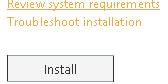 Review system requirements
Troubleshoot installation
Install